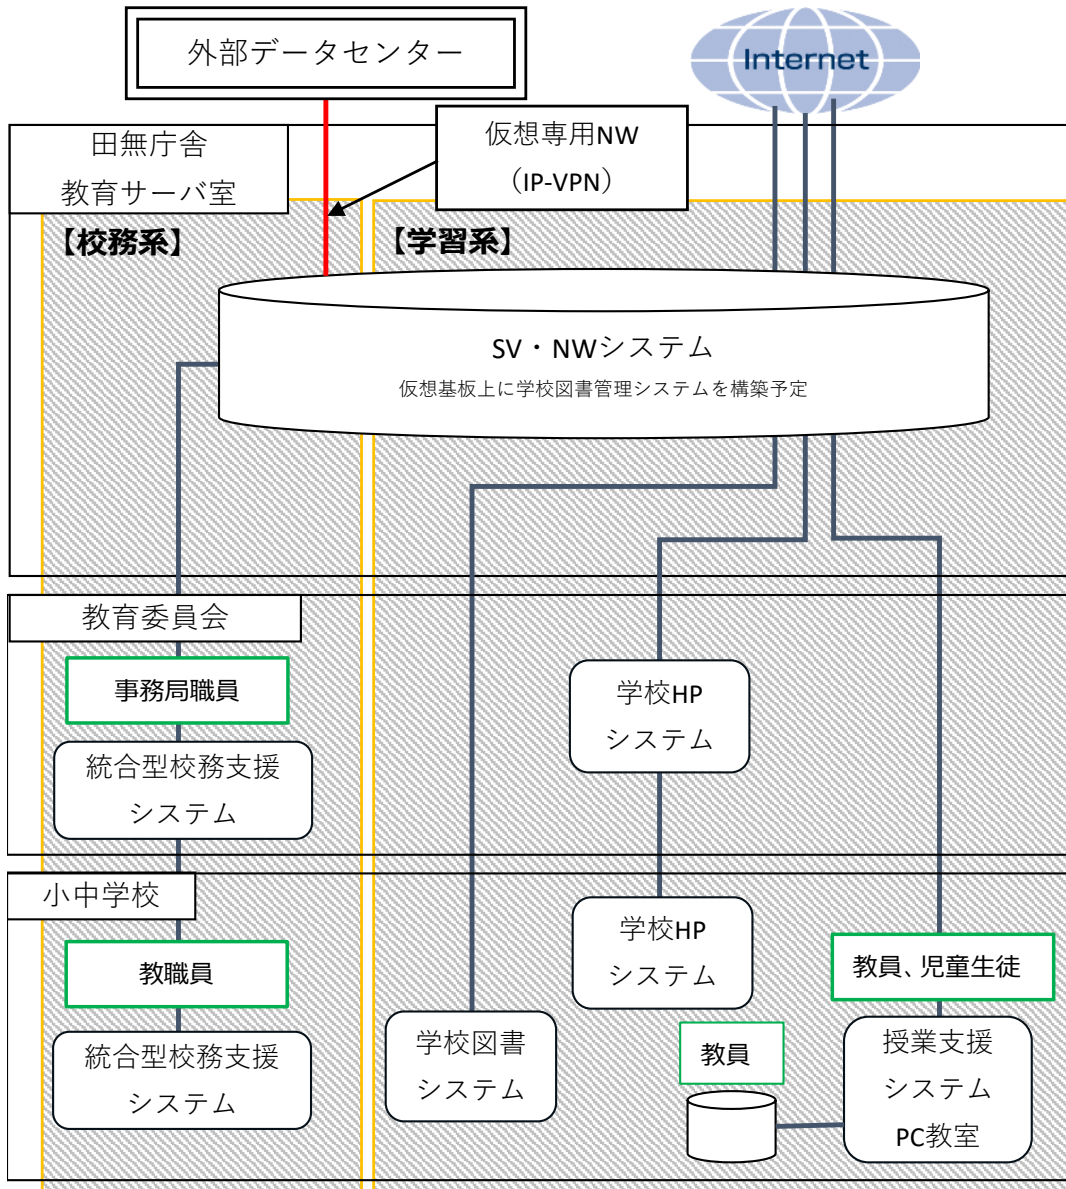 外部データセンター
Internet
田無庁舎
教育サーバ室
仮想専用NW
（IP-VPN）
【校務系】
【学習系】
SV・NWシステム
仮想基板上に学校図書管理システムを構築予定
教育委員会
事務局職員
統合型校務支援
システム
学校HP
システム
小中学校
教職員
統合型校務支援
システム
学校図書
システム
学校HP
システム
教員
教員、児童生徒
授業支援
システム
PC教室